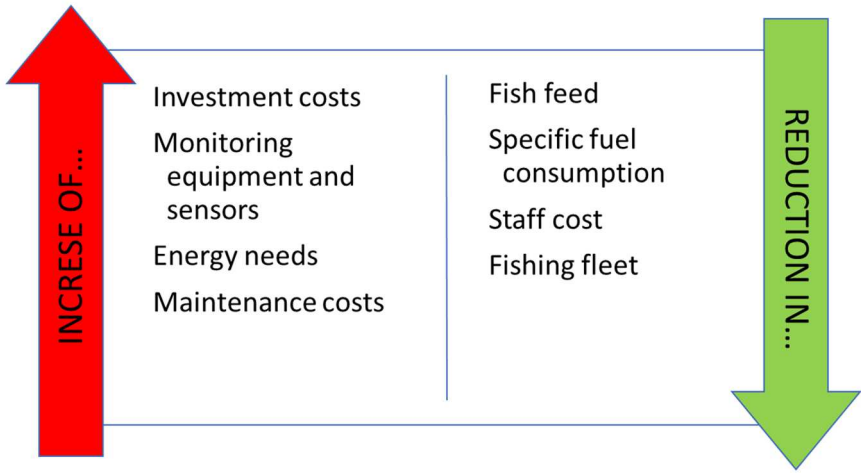 INCRESE OF...
Investment costs
Monitoring
equipment and
sensors
Energy needs
Maintenance costs
Fish feed
Specific fuel
consumption
Staff cost
Fishing fleet
REDUCTION IN...